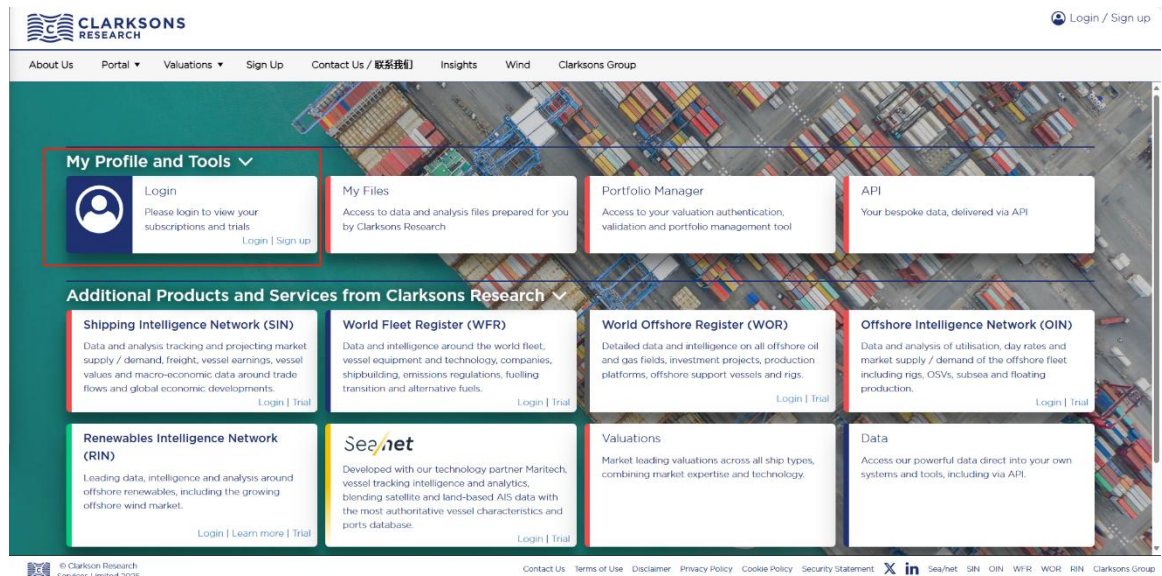 CLARKSONS
RESEARCH
Login / Sign up
About Us Portal Valuations Sign Up Contact Us / 联系我们 Insights Wind Clarksons Group
My Profile and Tools
Login
Please login to view your
subscriptions and trials
Login | Sign up
My Files
Access to data and analysis files prepared for you
by Clarksons Research
Portfolio Manager
Access to your valuation authentication,
validation and portfolio management tool
API
Your bespoke data, delivered via API
Additional Products and Services from Clarksons Research
Shipping Intelligence Network (SIN)
Data and analysis tracking and projecting market
supply / demand, freight, vessel earnings, vessel
values and macro-economic data around trade
flows and global economic developments.
Login | Trial
World Fleet Register (WFR)
Data and intelligence around the world fleet,
vessel equipment and technology, companies,
shipbuilding, emissions regulations, fuelling
transition and alternative fuels.
Login | Trial
World Offshore Register (WOR)
Detailed data and intelligence on all offshore oil
and gas fields, investment projects, production
platforms, offshore support vessels and rigs.
Login | Trial
Offshore Intelligence Network (OIN)
Data and analysis of utilisation, day rates and
market supply / demand of the offshore fleet
including rigs, OSVs, subsea and floating
production.
Login | Trial
Renewables Intelligence Network
(RIN)
Leading data, intelligence and analysis around
offshore renewables, including the growing
offshore wind market.
Login | Learn more | Trial
Sea/net
Developed with our technology partner Maritech,
vessel tracking intelligence and analytics,
blending satellite and land-based AIS data with
the most authoritative vessel characteristics and
ports database.
Login | Trial
Valuations
Market leading valuations across all ship types,
combining market expertise and technology.
Data
Access our powerful data direct into your own
systems and tools, including via API.
© Clarkson Research
Services Limited 2025
Contact Us Terms of Use Disclaimer Privacy Policy Cookie Policy Security Statement X in Sea/net SIN OIN WFR WOR RIN Clarksons Group